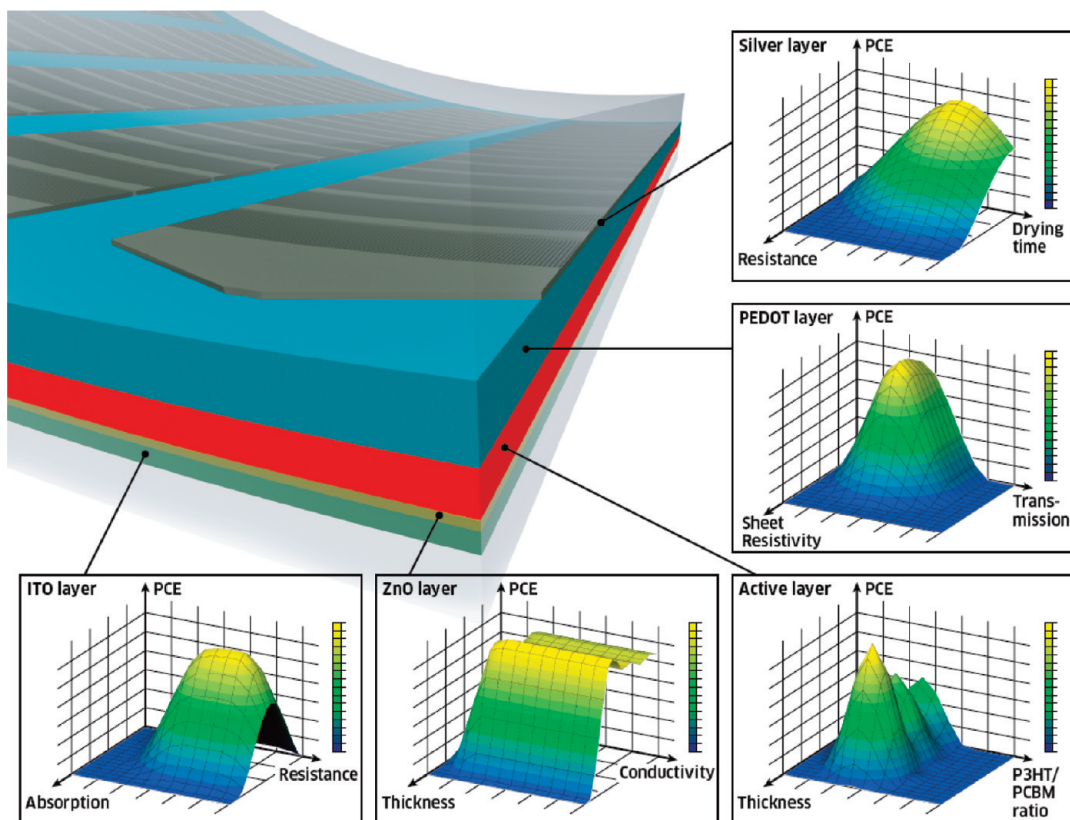 Silver layer
PCE
Resistance
Drying
time
PEDOT layer
PCE
Sheet
Resistivity
Trans-
mission
ITO layer
PCE
Absorption
Resistance
ZnO layer
PCE
Thickness
Conductivity
Active layer
PCE
Thickness
P3HT/
PCBM
ratio